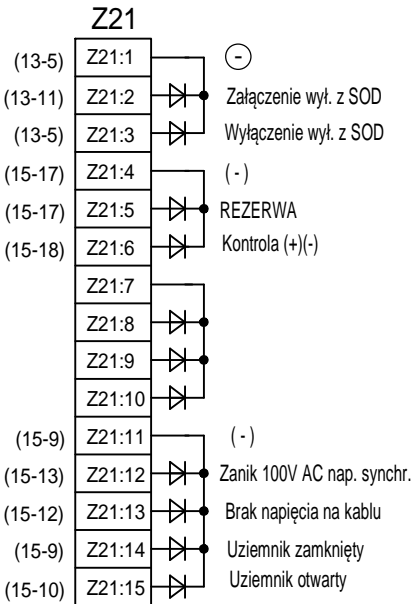 Z21
(13-5) Z21:1 -
(13-11) Z21:2 Załączenie wył. z SOD
(13-5) Z21:3 Wyłączenie wył. z SOD
(15-17) Z21:4 (-)
(15-17) Z21:5 REZERWA
(15-18) Z21:6 Kontrola (+)(-)
Z21:7
Z21:8
Z21:9
Z21:10
(15-9) Z21:11 (-)
(15-13) Z21:12 Zanik 100V AC nap. synchr.
(15-12) Z21:13 Brak napięcia na kablu
(15-9) Z21:14 Uziemnik zamknięty
(15-10) Z21:15 Uziemnik otwarty